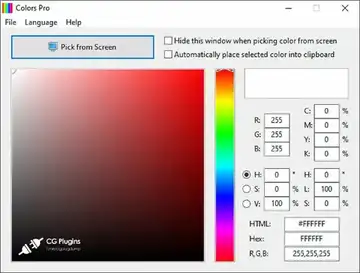 Colors Pro
File Language Help
Pick from Screen
Hide this window when picking color from screen
Automatically place selected color into clipboard
R: 255
G: 255
B: 255
C: 0 %
M: 0 %
Y: 0 %
K: 0 %
H: 0 °
S: 0 %
V: 100 %
H: 0 °
L: 100 %
S: 0 %
HTML: #FFFFFF
Hex: FFFFFF
R,G,B: 255,255,255
CG Plugins